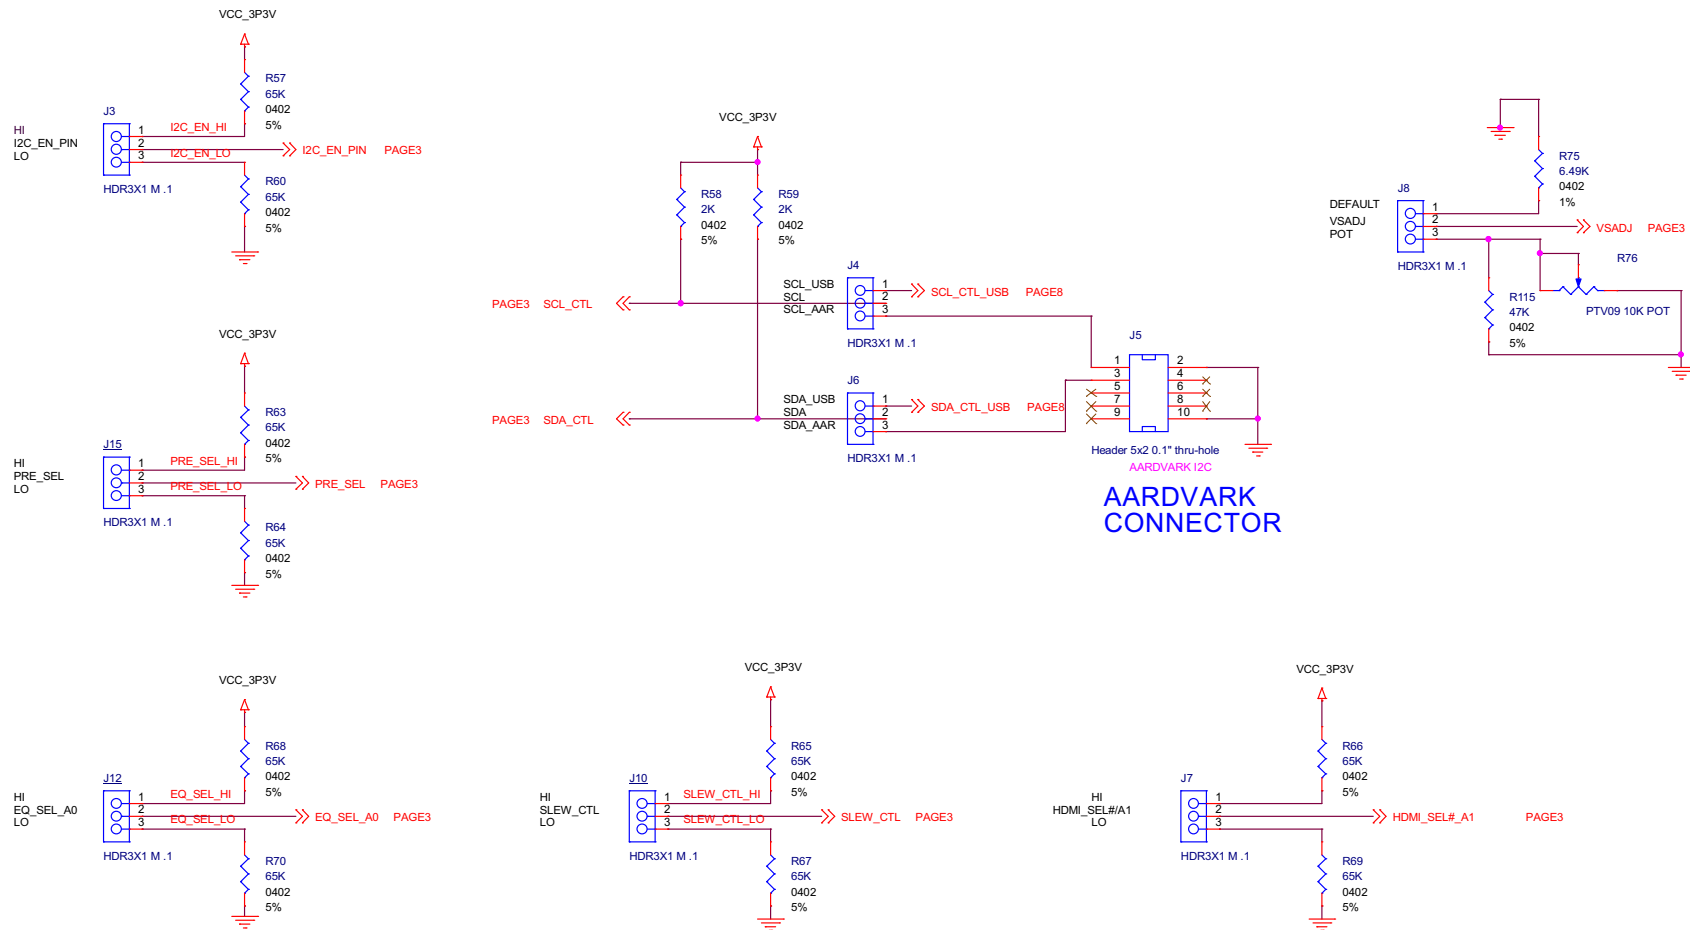 VCC_3P3V
R57
65K
0402
5%
J3
HI
I2C_EN_PIN
LO
1
2
3
I2C_EN_HI
I2C_EN_LO
I2C_EN_PIN PAGE3
HDR3X1 M .1
R60
65K
0402
5%
VCC_3P3V
R63
65K
0402
5%
J15
HI
PRE_SEL
LO
1
2
3
PRE_SEL_HI
PRE_SEL_LO
PRE_SEL PAGE3
HDR3X1 M .1
R64
65K
0402
5%
VCC_3P3V
R58
2K
0402
5%
R59
2K
0402
5%
J4
SCL_USB
SCL
SCL_AAR
1
2
3
SCL_CTL_USB PAGE8
PAGE3 SCL_CTL
HDR3X1 M .1
J6
SDA_USB
SDA
SDA_AAR
1
2
3
SDA_CTL_USB PAGE8
PAGE3 SDA_CTL
HDR3X1 M .1
J5
1 2
3 4
5 6
7 8
9 10
Header 5x2 0.1" thru-hole
AARDVARK I2C
AARDVARK
CONNECTOR
R75
6.49K
0402
1%
J8
DEFAULT
VSADJ
POT
1
2
3
VSADJ PAGE3
HDR3X1 M .1
R76
PTV09 10K POT
R115
47K
0402
5%
VCC_3P3V
R68
65K
0402
5%
J12
HI
EQ_SEL_A0
LO
1
2
3
EQ_SEL_HI
EQ_SEL_LO
EQ_SEL_A0 PAGE3
HDR3X1 M .1
R70
65K
0402
5%
VCC_3P3V
R65
65K
0402
5%
J10
HI
SLEW_CTL
LO
1
2
3
SLEW_CTL_HI
SLEW_CTL_LO
SLEW_CTL PAGE3
HDR3X1 M .1
R67
65K
0402
5%
VCC_3P3V
R66
65K
0402
5%
J7
HI
HDMI_SEL#/A1
LO
1
2
3
HDMI_SEL#_A1 PAGE3
HDR3X1 M .1
R69
65K
0402
5%